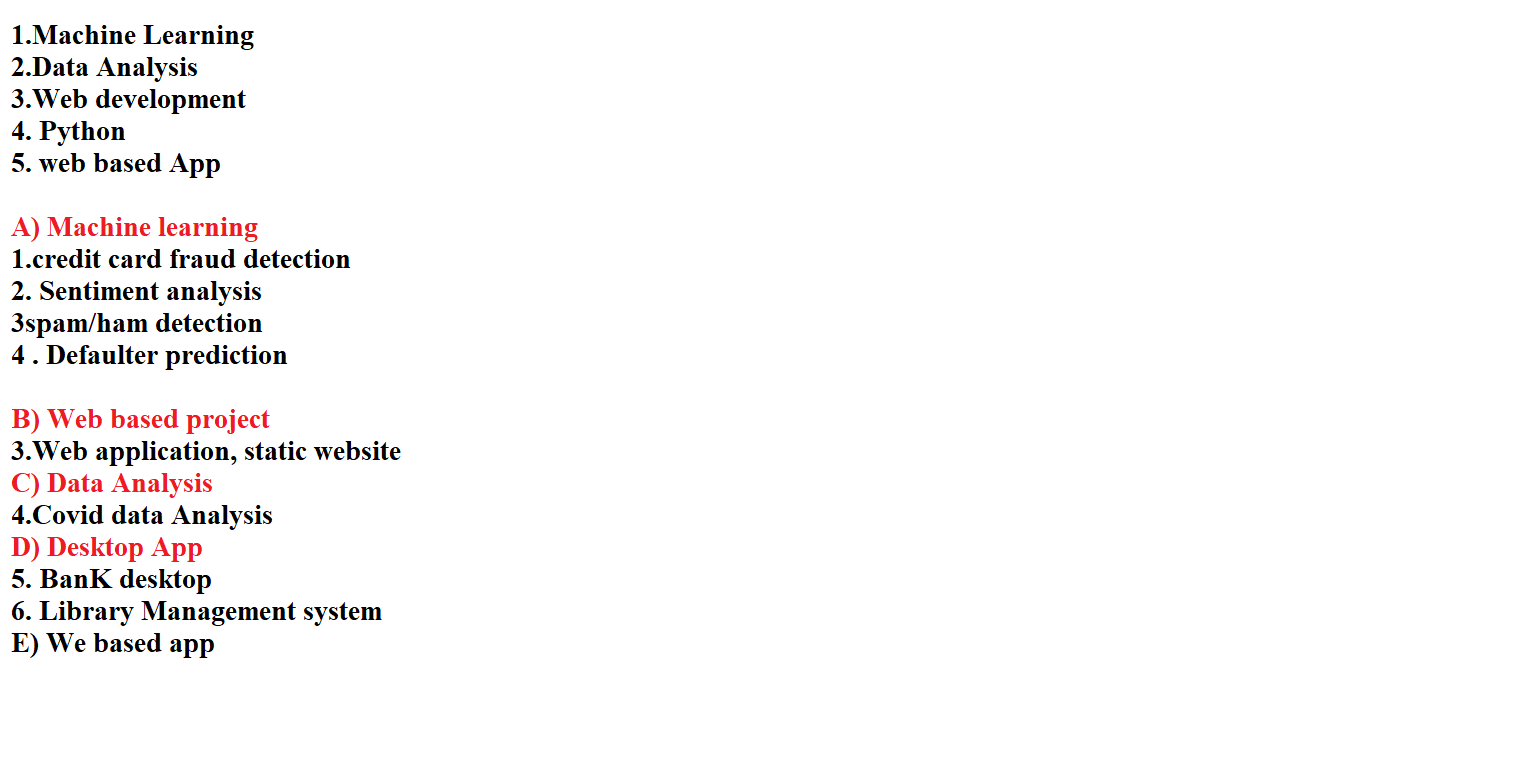 1.Machine Learning
2.Data Analysis
3.Web development
4. Python
5. web based App
A) Machine learning
1.credit card fraud detection
2. Sentiment analysis
3spam/ham detection
4 . Defaulter prediction
B) Web based project
3.Web application, static website
C) Data Analysis
4.Covid data Analysis
D) Desktop App
5. BanK desktop
6. Library Management system
E) We based app